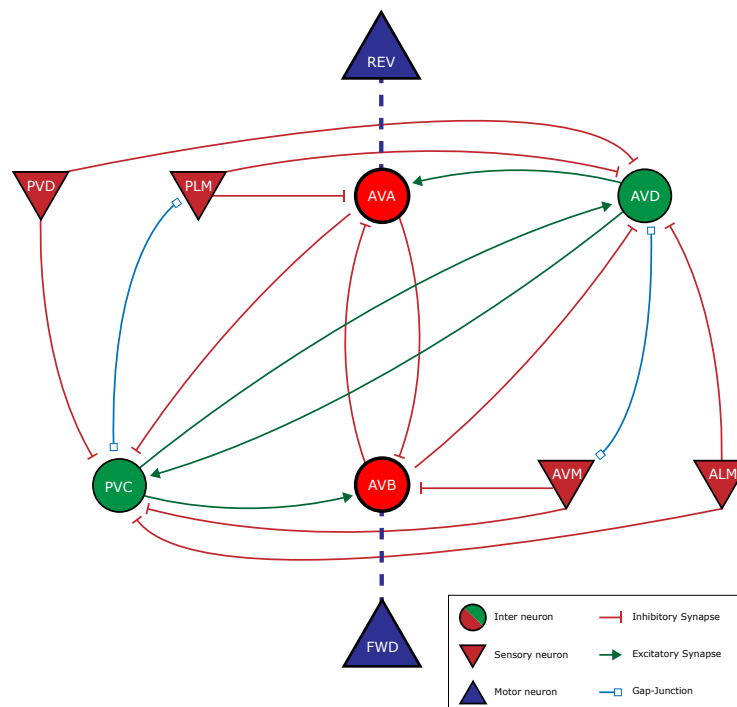 REV
PVD
PLM
AVA
AVD
PVC
AVB
AVM
ALM
FWD
Inter neuron
Inhibitory Synapse
Sensory neuron
Excitatory Synapse
Motor neuron
Gap-Junction